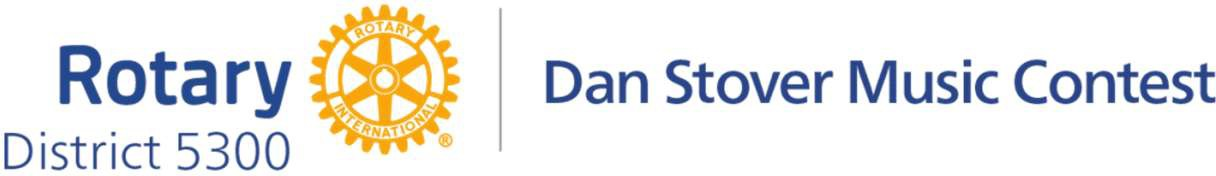 Rotary
District 5300
ROTARY
INTERNATIONAL
®
Dan Stover Music Contest